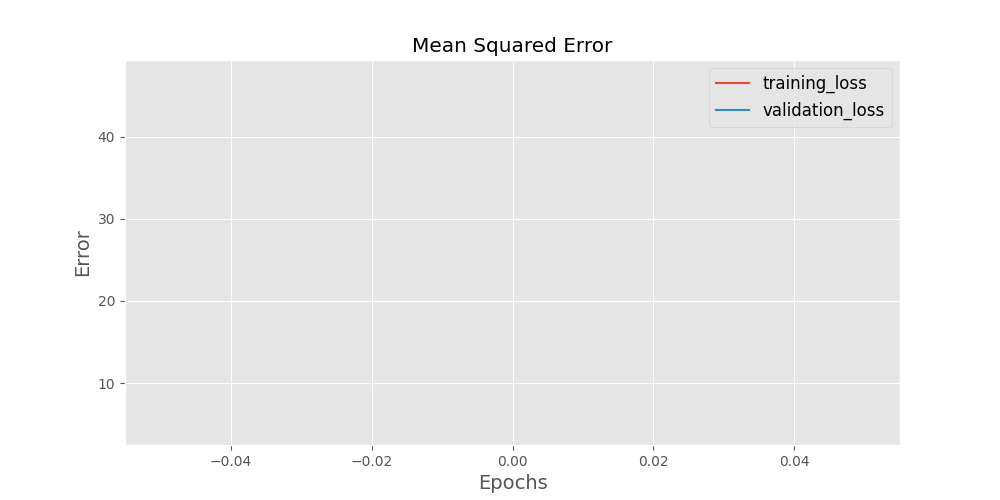 Mean Squared Error
training_loss
validation_loss
40
30
20
10
Error
−0.04
−0.02
0.00
0.02
0.04
Epochs